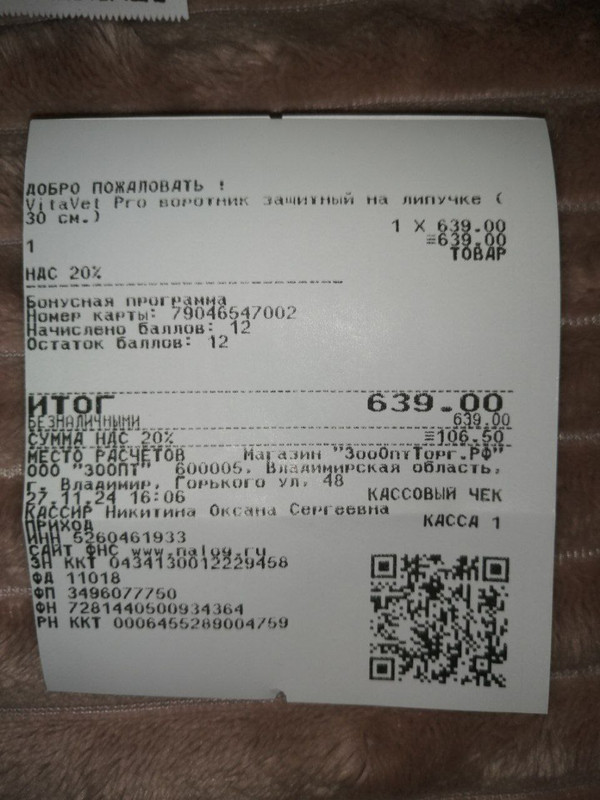 ДОБРО ПОЖАЛОВАТЬ !
VitaVet Pro воротник защитный на липучке (
30 см.)
1 X 639.00
1 =639.00
ТОВАР
НДС 20%
Бонусная программа
Номер карты: 79046547002
Начислено баллов: 12
Остаток баллов: 12
ИТОГ 639.00
БЕЗНАЛИЧНЫМИ 639.00
СУММА НДС 20% =106.50
МЕСТО РАСЧЕТОВ Магазин "ЗооОптТорг.РФ"
ООО "ЗООПТ" 600005, Владимирская область,
г. Владимир, Горького ул, 48
27.11.24 16:06 КАССОВЫЙ ЧЕК
КАССИР Никитина Оксана Сергеевна
ПРИХОД КАССА 1
ИНН 5260461933
САЙТ ФНС www.nalog.ru
ЗН ККТ 0434130012229458
ФД 11018
ФП 3496077750
ФН 7281440500934364
РН ККТ 0006455289004759